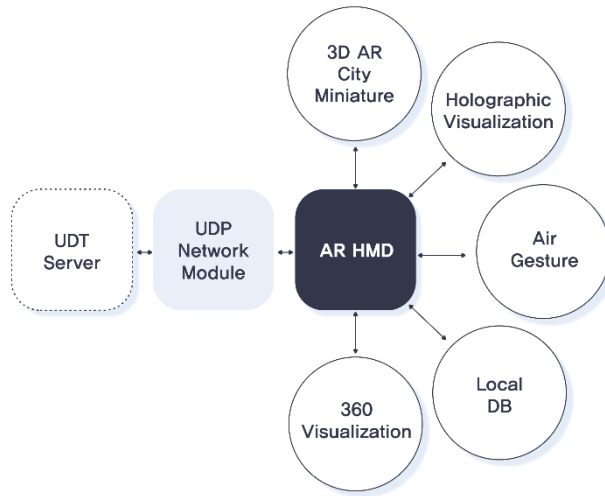 3D AR
City
Miniature
Holographic
Visualization
UDT
Server
UDP
Network
Module
AR HMD
Air
Gesture
Local
DB
360
Visualization